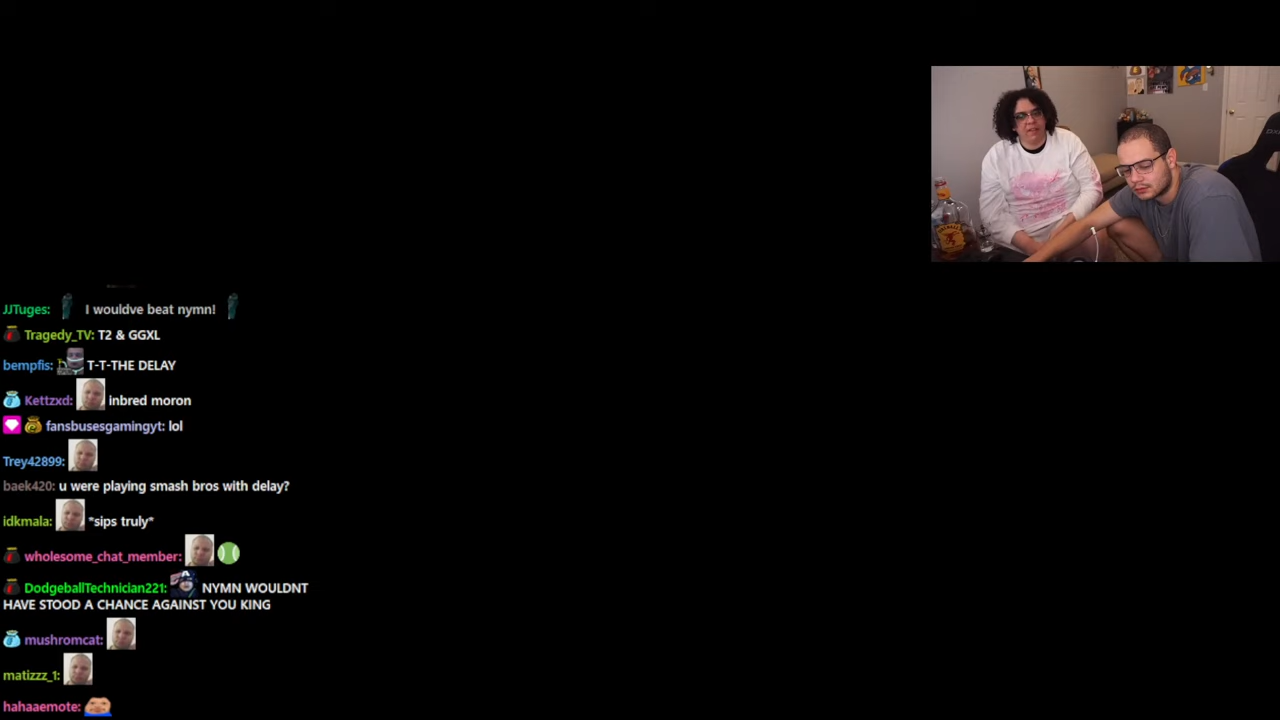 JJTuges: I wouldve beat nymn!
Tragedy_TV: T2 & GGXL
bempfis: T-T-THE DELAY
Kettzxd: inbred moron
fansbusesgamingyt: lol
Trey42899:
baek420: u were playing smash bros with delay?
idkmala: *sips truly*
wholesome_chat_member:
DodgeballTechnician221: NYMN WOULDNT
HAVE STOOD A CHANCE AGAINST YOU KING
mushromcat:
matizzz_1:
hahaaemote: